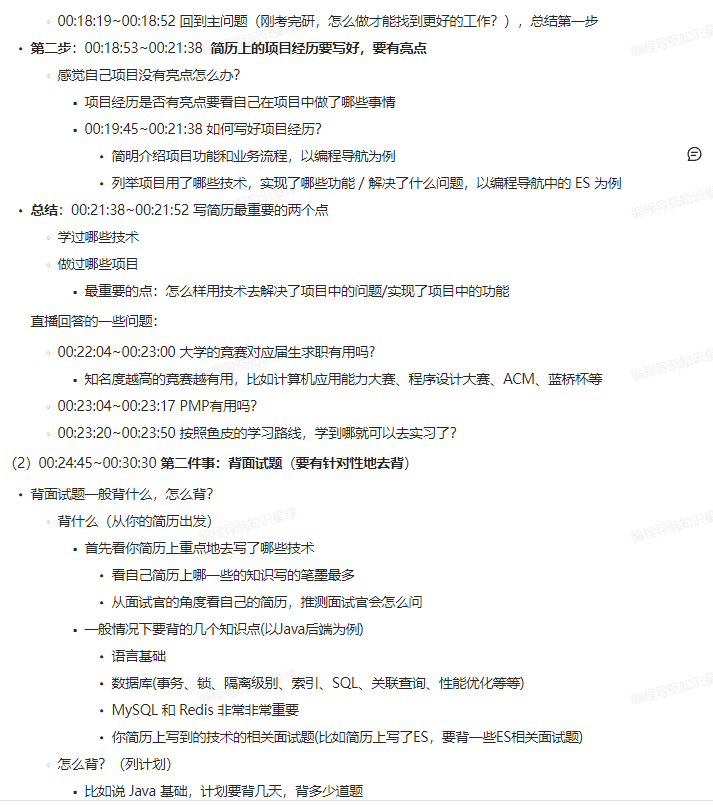 00:18:19~00:18:52 回到主问题（刚考完研，怎么做才能找到更好的工作？），总结第一步
第二步：00:18:53~00:21:38 简历上的项目经历要写好，要有亮点
感觉自己项目没有亮点怎么办？
项目经历是否有亮点要看自己在项目中做了哪些事情
00:19:45~00:21:38 如何写好项目经历？
简明介绍项目功能和业务流程，以编程导航为例
列举项目用了哪些技术，实现了哪些功能 / 解决了什么问题，以编程导航中的 ES 为例
总结：00:21:38~00:21:52 写简历最重要的两个点
学过哪些技术
做过哪些项目
最重要的点：怎么样用技术去解决了项目中的问题/实现了项目中的功能
直播回答的一些问题：
00:22:04~00:23:00 大学的竞赛对应届生求职有用吗?
知名度越高的竞赛越有用，比如计算机应用能力大赛、程序设计大赛、ACM、蓝桥杯等
00:23:04~00:23:17 PMP有用吗?
00:23:20~00:23:50 按照鱼皮的学习路线，学到哪就可以去实习了？
（2）00:24:45~00:30:30 第二件事：背面试题（要有针对性地去背）
背面试题一般背什么，怎么背？
背什么（从你的简历出发）
首先看你简历上重点地去写了哪些技术
看自己简历上哪一些的知识写的笔墨最多
从面试官的角度看自己的简历，推测面试官会怎么问
一般情况下要背的几个知识点(以Java后端为例)
语言基础
数据库(事务、锁、隔离级别、索引、SQL、关联查询、性能优化等等)
MySQL 和 Redis 非常非常重要
你简历上写到的技术的相关面试题(比如简历上写了ES，要背一些ES相关面试题)
怎么背？（列计划）
比如说 Java 基础，计划要背几天，背多少道题
编程导航知识星球